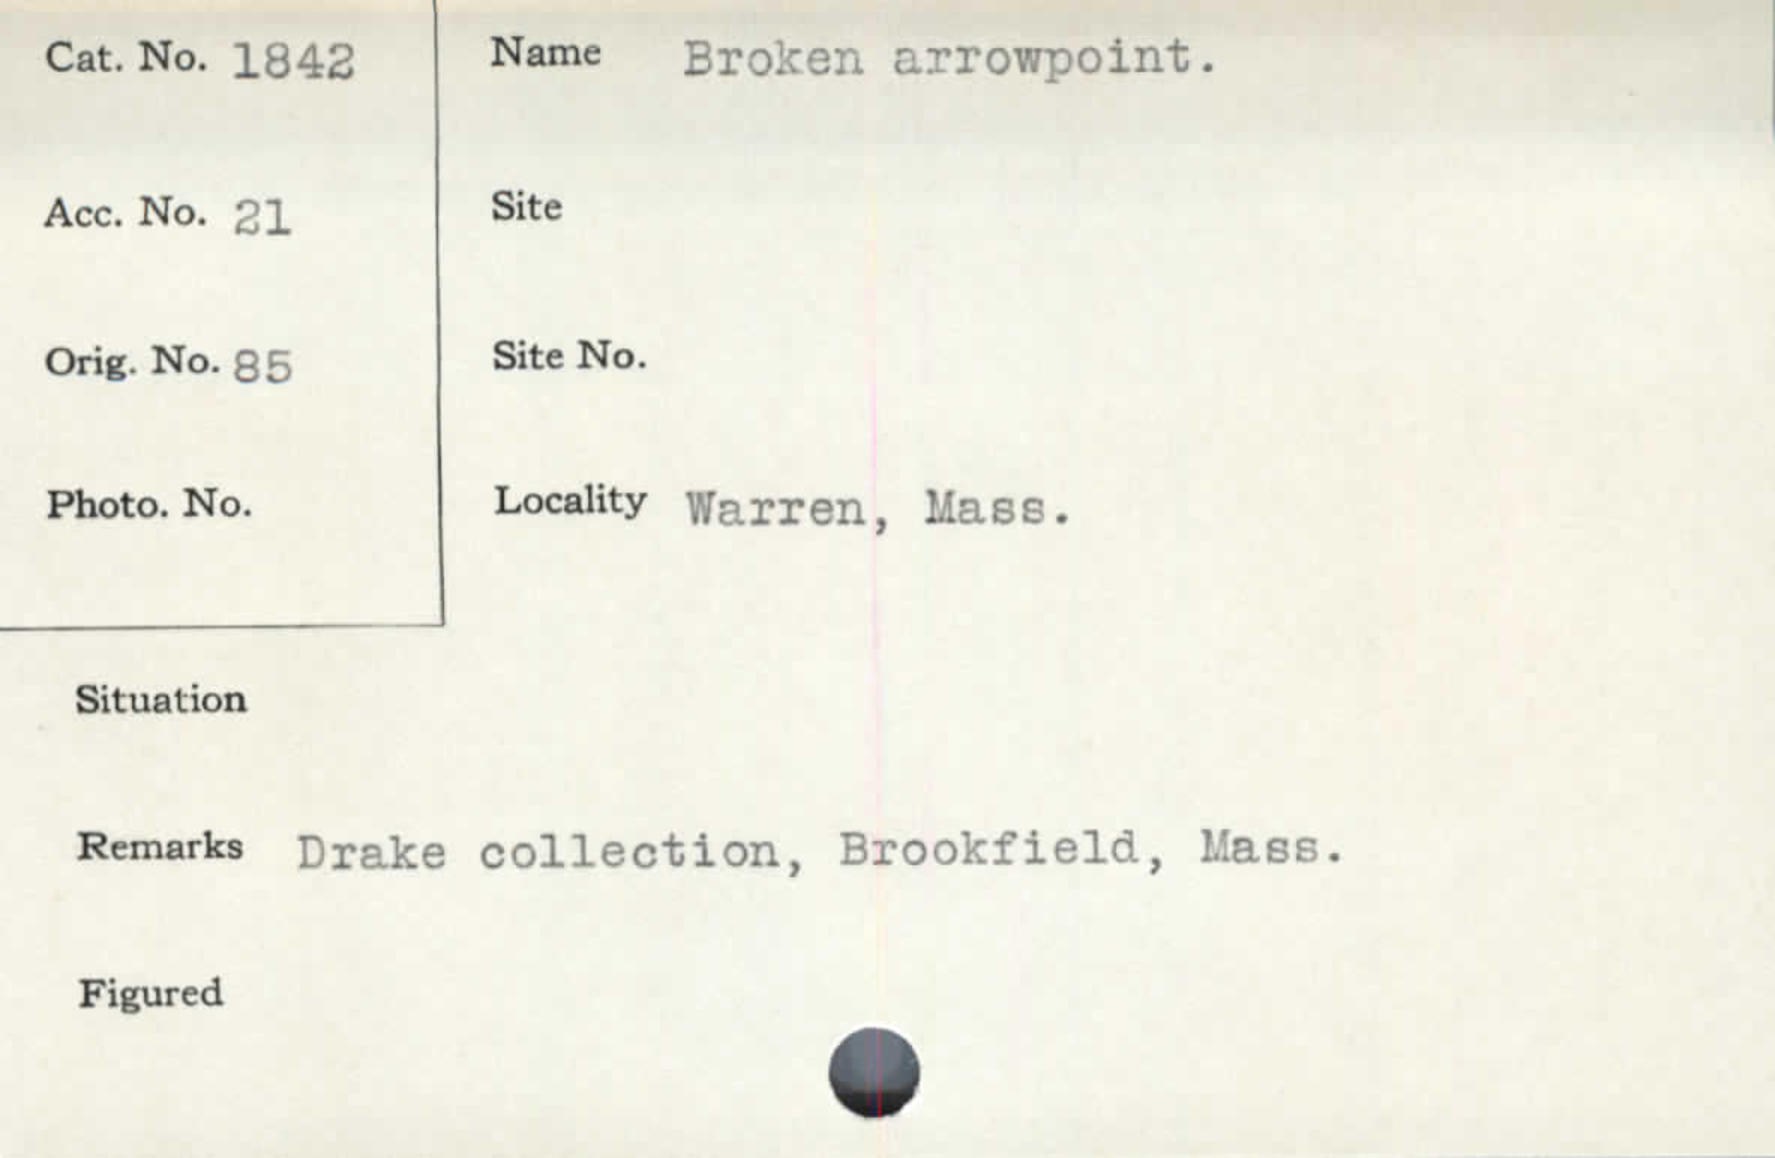 Cat. No. 1842
Name Broken arrowpoint.
Acc. No. 21
Site
Orig. No. 85
Site No.
Photo. No.
Locality Warren, Mass.
Situation
Remarks Drake collection, Brookfield, Mass.
Figured